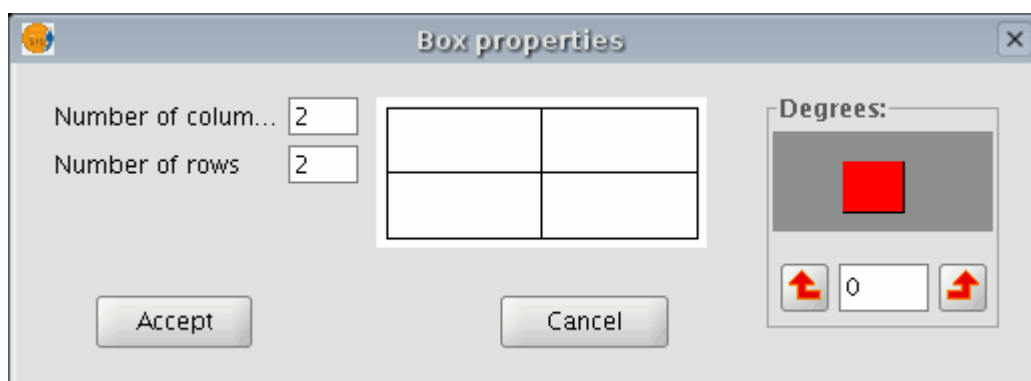 Box properties
Number of colum... 2
Number of rows 2
Degrees:
0
Accept
Cancel